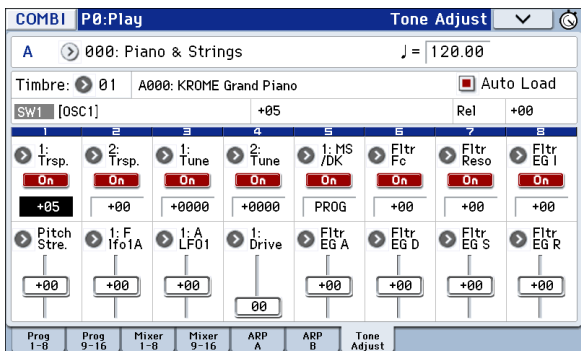 COMBI P0:Play Tone Adjust
A 000: Piano & Strings ♩= 120.00
Timbre: 01 A000: KROME Grand Piano Auto Load
SW1 [OSC1] +05 Rel +00
1 2 3 4 5 6 7 8
1: 2: 1: 2: 1: MS Fltr Fltr Fltr
Trsp. Trsp. Tune Tune /DK Fc Reso EG I
On On On On On On On On
+05 +00 +0000 +0000 PROG +00 +00 +00
Pitch 1: F 1: A 1: Fltr Fltr Fltr Fltr
Stre. lfo1A LFO1 Drive EG A EG D EG S EG R
+00 +00 +00 00 +00 +00 +00 +00
Prog Prog Mixer Mixer ARP ARP Tone
1-8 9-16 1-8 9-16 A B Adjust